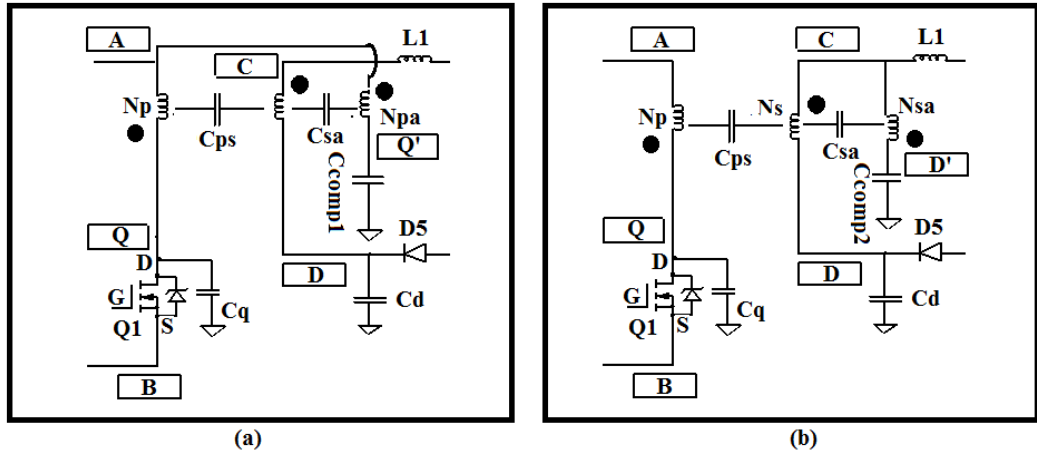 A
L1
C
Np
Cps
Csa
Npa
Q'
Ccomp1
Q
D
D5
D
G
Q1
S
Cq
Cd
B
(a)
A
C
L1
Np
Ns
Nsa
Cps
Csa
D'
Ccomp2
Q
D
D5
D
G
Q1
S
Cq
Cd
B
(b)